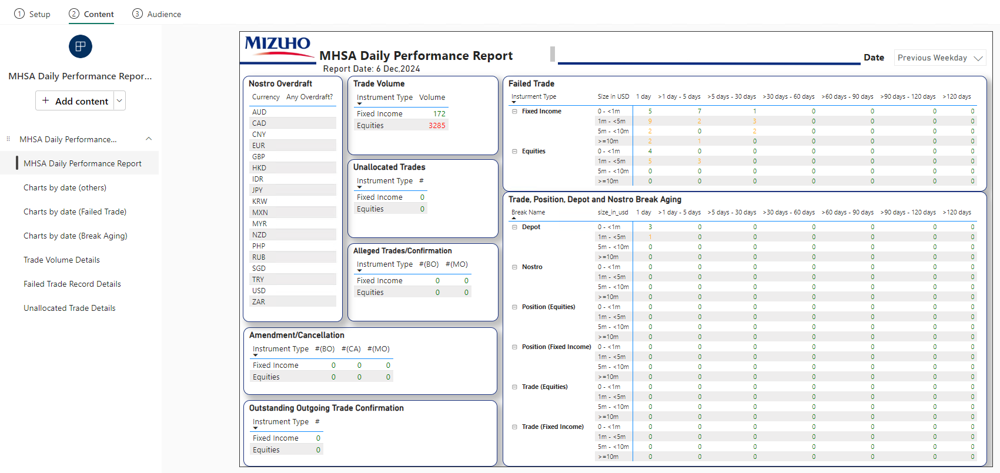 1 Setup
2 Content
3 Audience
MHSA Daily Performance Repor...
+ Add content
MHSA Daily Performance...
MHSA Daily Performance Report
Charts by date (others)
Charts by date (Failed Trade)
Charts by date (Break Aging)
Trade Volume Details
Failed Trade Record Details
Unallocated Trade Details
MIZUHO
MHSA Daily Performance Report
Report Date: 6 Dec,2024
Date
Previous Weekday
Nostro Overdraft
Currency Any Overdraft?
AUD
CAD
CNY
EUR
GBP
HKD
IDR
JPY
KRW
MXN
MYR
NZD
PHP
RUB
SGD
TRY
USD
ZAR
Trade Volume
Instrument Type Volume
Fixed Income 172
Equities 3285
Unallocated Trades
Instrument Type #
Fixed Income 0
Equities 0
Alleged Trades/Confirmation
Instrument Type #(BO) #(MO)
Fixed Income 0 0
Equities 0 0
Amendment/Cancellation
Instrument Type #(BO) #(CA) #(MO)
Fixed Income 0 0 0
Equities 0 0 0
Outstanding Outgoing Trade Confirmation
Instrument Type #
Fixed Income 0
Equities 0
Failed Trade
Insturment Type Size in USD 1 day >1 day - 5 days >5 days - 30 days >30 days - 60 days >60 days - 90 days >90 days - 120 days >120 days
Fixed Income 0 - <1m 5 7 1 0 0 0 0
1m - <5m 9 2 3 0 0 0 0
5m - <10m 2 0 2 0 0 0 0
>=10m 2 1 0 0 0 0 0
Equities 0 - <1m 4 0 0 0 0 0 0
1m - <5m 5 3 0 0 0 0 0
5m - <10m 0 0 0 0 0 0 0
>=10m 0 0 0 0 0 0 0
Trade, Position, Depot and Nostro Break Aging
Break Name size_in_usd 1 day >1 day - 5 days >5 days - 30 days >30 days - 60 days >60 days - 90 days >90 days - 120 days >120 days
Depot 0 - <1m 3 0 0 0 0 0 0
1m - <5m 1 0 0 0 0 0 0
5m - <10m 0 0 0 0 0 0 0
>=10m 0 0 0 0 0 0 0
Nostro 0 - <1m 0 0 0 0 0 0 0
1m - <5m 0 0 0 0 0 0 0
5m - <10m 0 0 0 0 0 0 0
>=10m 0 0 0 0 0 0 0
Position (Equities) 0 - <1m 0 0 0 0 0 0 0
1m - <5m 0 0 0 0 0 0 0
5m - <10m 0 0 0 0 0 0 0
>=10m 0 0 0 0 0 0 0
Position (Fixed Income) 0 - <1m 0 0 0 0 0 0 0
1m - <5m 0 0 0 0 0 0 0
5m - <10m 0 0 0 0 0 0 0
>=10m 0 0 0 0 0 0 0
Trade (Equities) 0 - <1m 0 0 0 0 0 0 0
1m - <5m 0 0 0 0 0 0 0
5m - <10m 0 0 0 0 0 0 0
>=10m 0 0 0 0 0 0 0
Trade (Fixed Income) 0 - <1m 0 0 0 0 0 0 0
1m - <5m 0 0 0 0 0 0 0
5m - <10m 0 0 0 0 0 0 0
>=10m 0 0 0 0 0 0 0